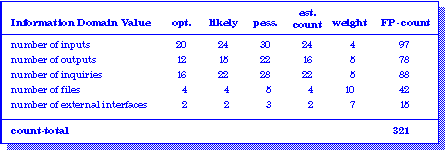 Information Domain Value opt. likely pess. est. count weight FP-count
number of inputs 20 24 30 24 4 97
number of outputs 12 15 22 16 5 78
number of inquiries 16 22 28 22 5 88
number of files 4 4 5 4 10 42
number of external interfaces 2 2 3 2 7 15
count-total 321